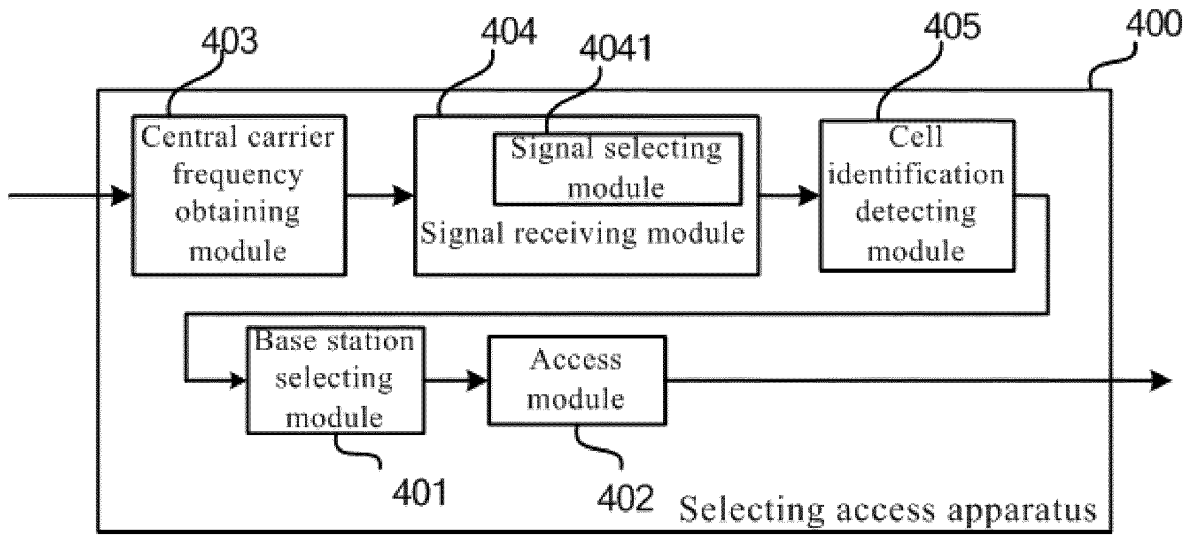 403
404
4041
405
400
Central carrier
frequency
obtaining
module
Signal selecting
module
Signal receiving module
Cell
identification
detecting
module
Base station
selecting
module
Access
module
401
402
Selecting access apparatus